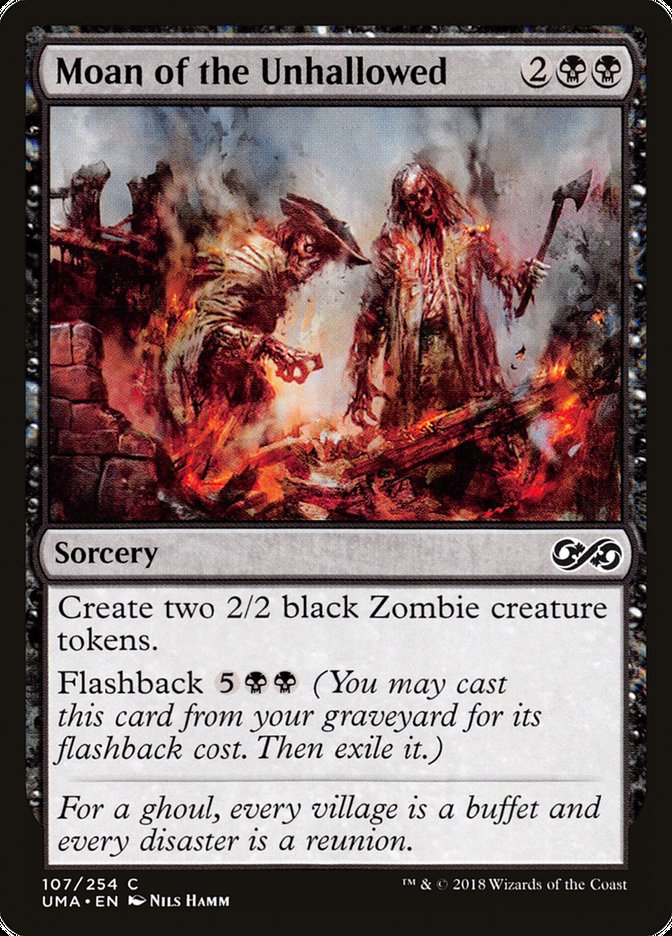 Moan of the Unhallowed 2
Sorcery
Create two 2/2 black Zombie creature
tokens.
Flashback 5 (You may cast
this card from your graveyard for its
flashback cost. Then exile it.)
For a ghoul, every village is a buffet and
every disaster is a reunion.
107/254 C
™ & © 2018 Wizards of the Coast
UMA • EN Nils Hamm